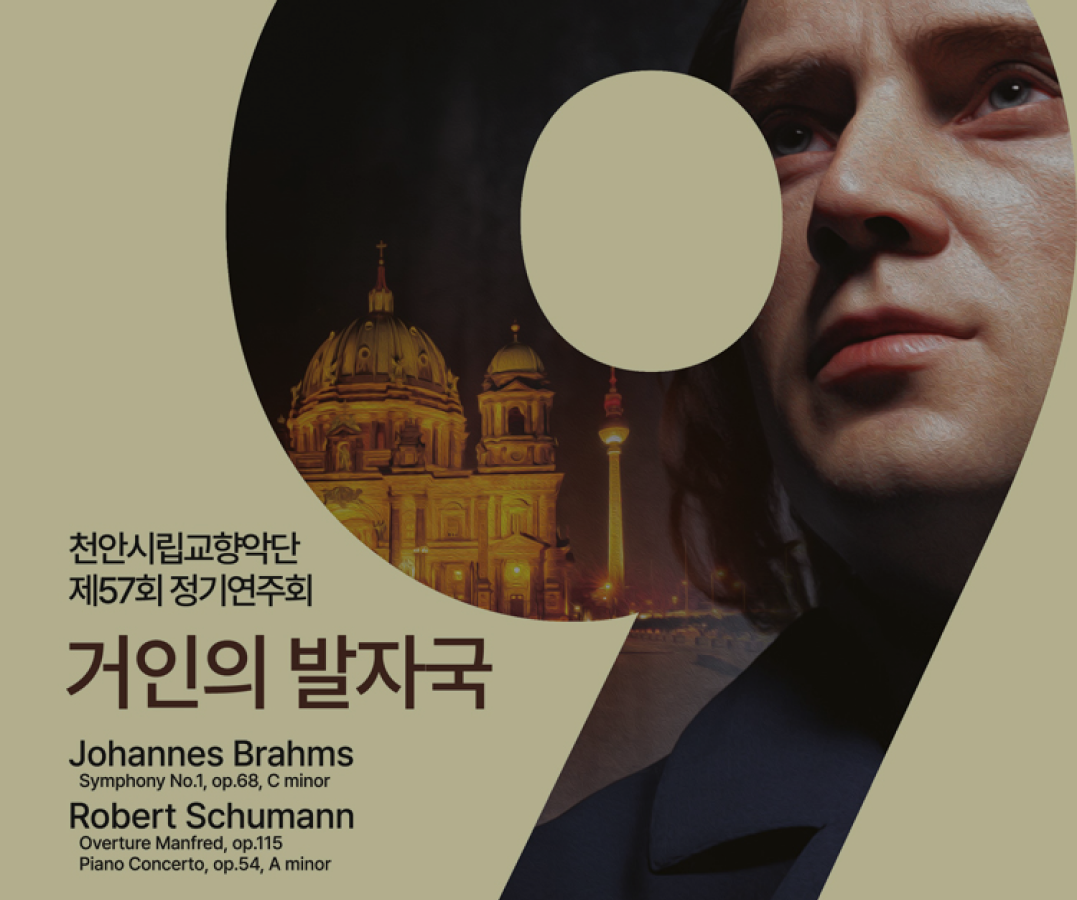 천안시립교향악단
제57회 정기연주회
거인의 발자국
Johannes Brahms
Symphony No.1, op.68, C minor
Robert Schumann
Overture Manfred, op.115
Piano Concerto, op.54, A minor